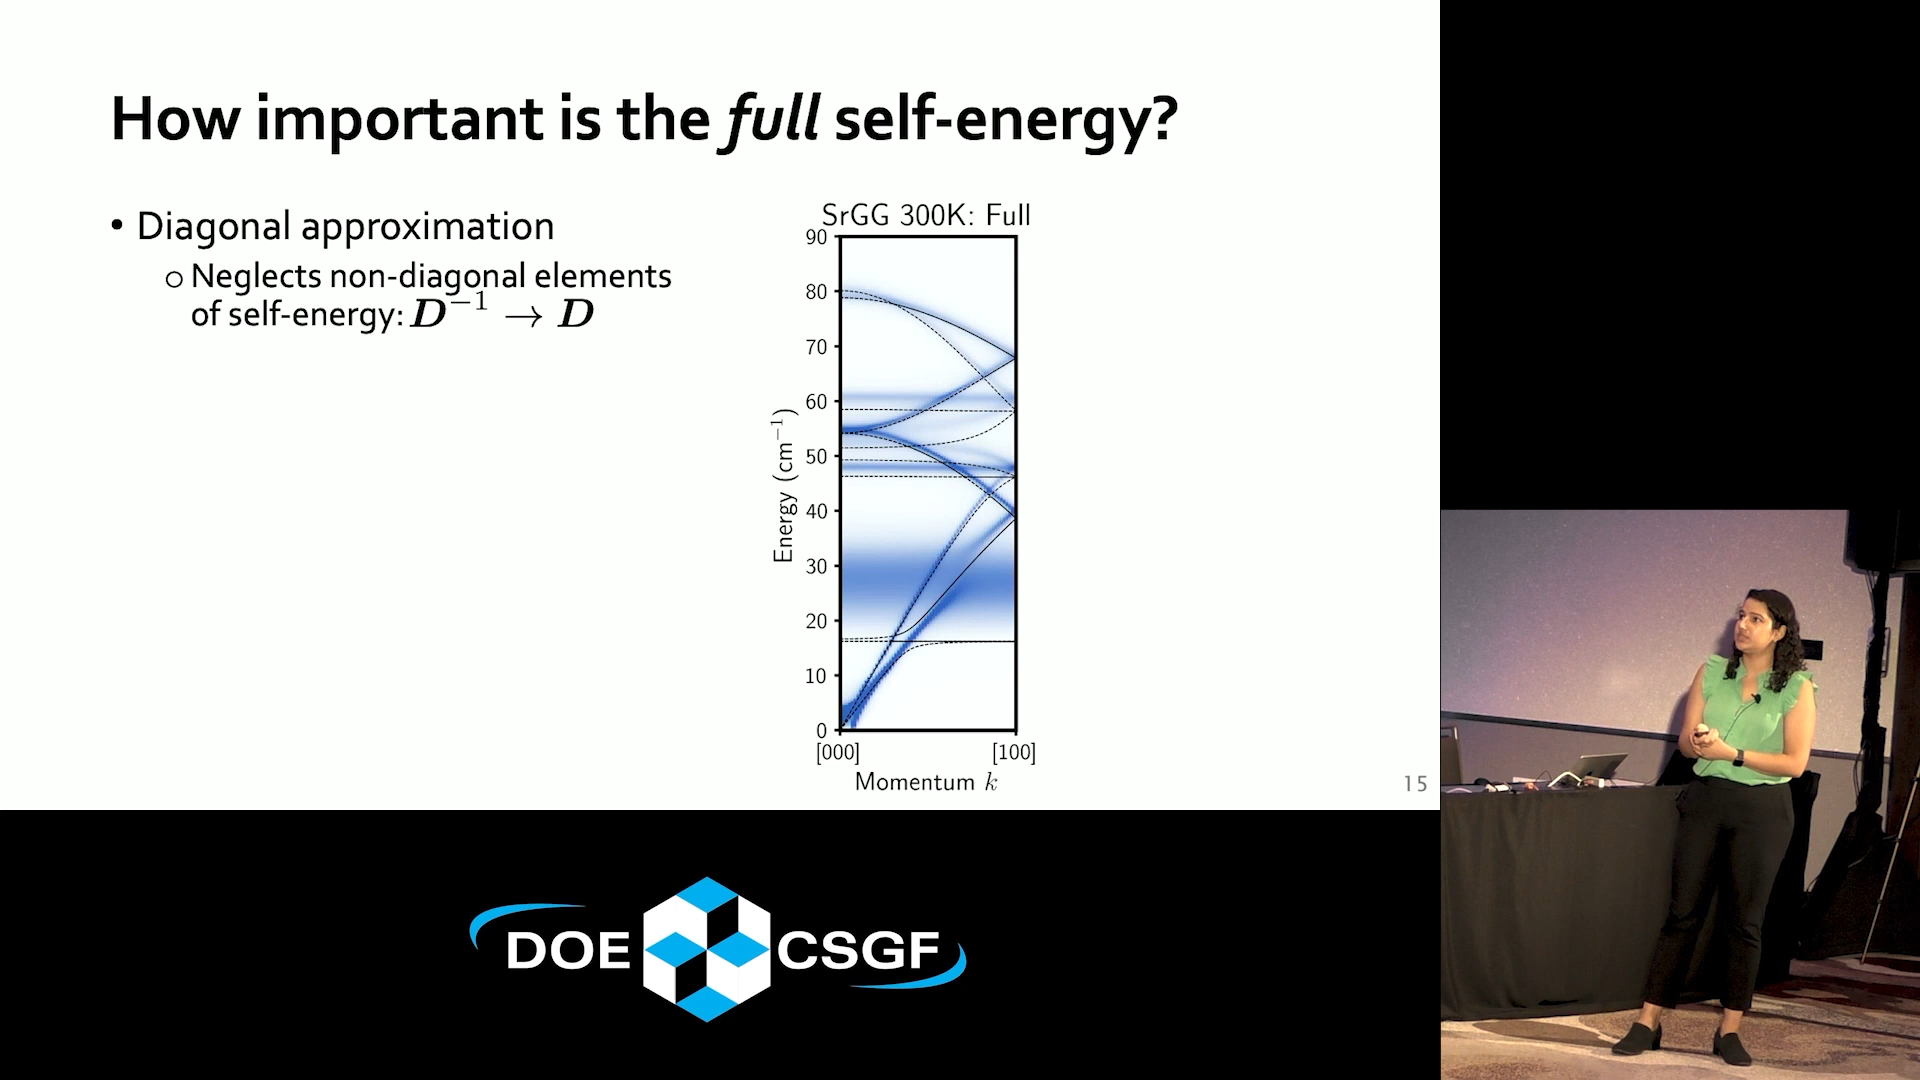 How important is the full self-energy?
• Diagonal approximation
○ Neglects non-diagonal elements
of self-energy: D⁻¹ → D
SrGG 300K: Full
90
80
70
60
50
40
30
20
10
0
Energy (cm⁻¹)
[000] [100]
Momentum k
15
DOE CSGF